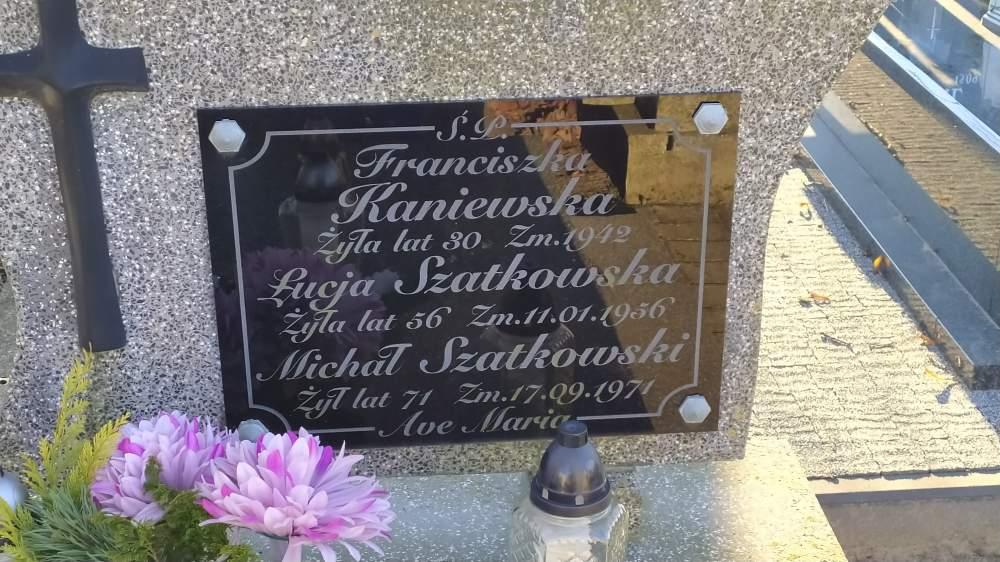 Ś.P.
Franciszka
Kaniewska
Żyła lat 30 Zm.1942
Łucja Szatkowska
Żyła lat 56 Zm.11.01.1956
Michał Szatkowski
Żył lat 71 Zm.17.09.1971
Ave Maria